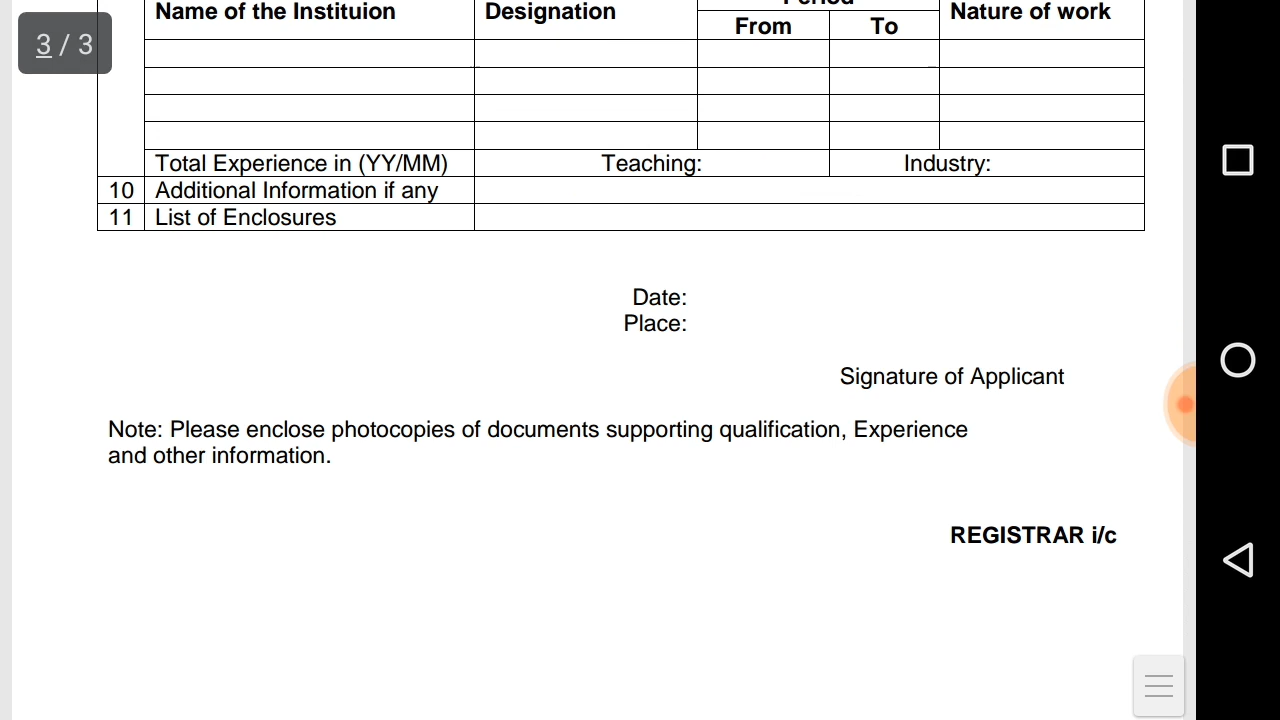 3 / 3
Period
Name of the Instituion Designation Nature of work
From To
Total Experience in (YY/MM) Teaching: Industry:
10 Additional Information if any
11 List of Enclosures
Date:
Place:
Signature of Applicant
Note: Please enclose photocopies of documents supporting qualification, Experience
and other information.
REGISTRAR i/c